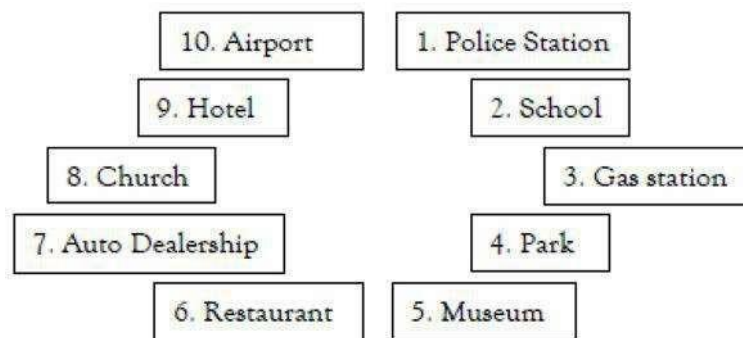 10. Airport
1. Police Station
9. Hotel
2. School
8. Church
3. Gas station
7. Auto Dealership
4. Park
6. Restaurant
5. Museum